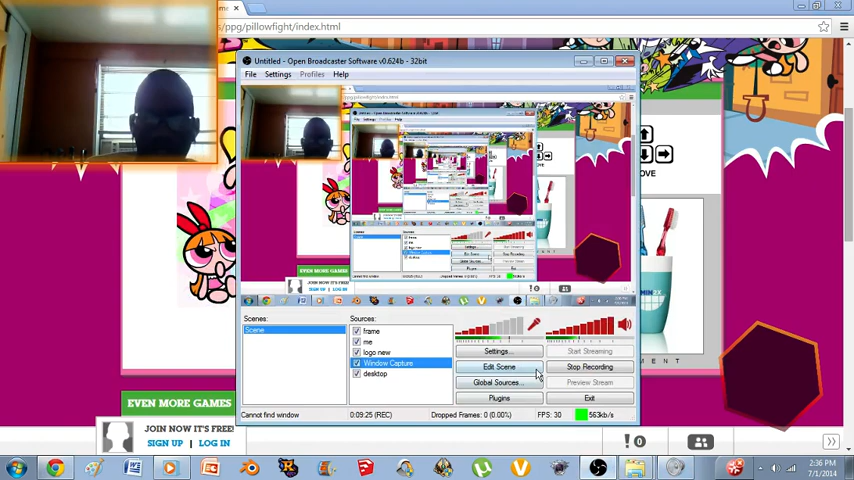 s/ppg/pillowfight/index.html
Untitled - Open Broadcaster Software v0.624b - 32bit
File Settings Profiles Help
OVE
Scenes:
Sources:
Scene
frame
me
logo new
Window Capture
desktop
Settings...
Start Streaming
Edit Scene
Stop Recording
Global Sources...
Preview Stream
Plugins
Exit
Cannot find window
0:09:25 (REC)
Dropped Frames: 0 (0.00%)
FPS: 30
563kb/s
MENT
EVEN MORE GAMES
JOIN NOW IT'S FREE!
SIGN UP | LOG IN
! 0
2:36 PM
7/1/2014